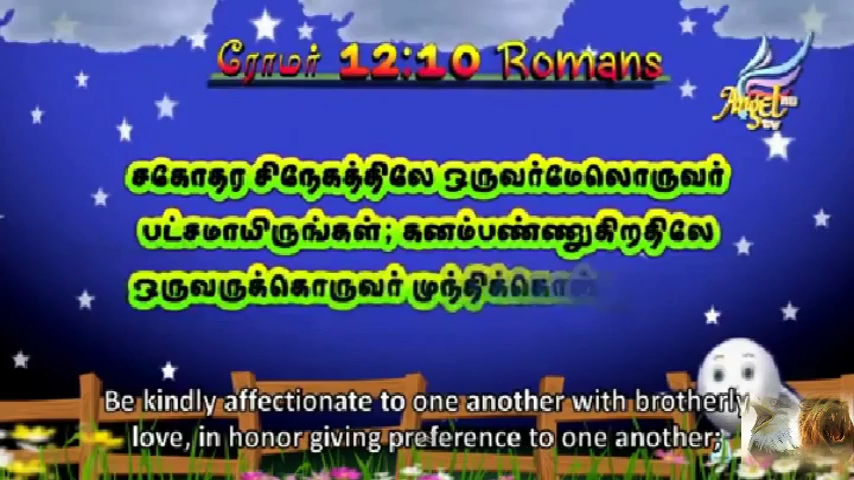 ரோமர் 12:10 Romans
Angel HD
TV
சகோதர சிநேகத்திலே ஒருவர்மேலொருவர்
பட்சமாயிருங்கள்; கனம்பண்ணுகிறதிலே
ஒருவருக்கொருவர் முந்திக்கொள்
Be kindly affectionate to one another with brotherly
love, in honor giving preference to one another;